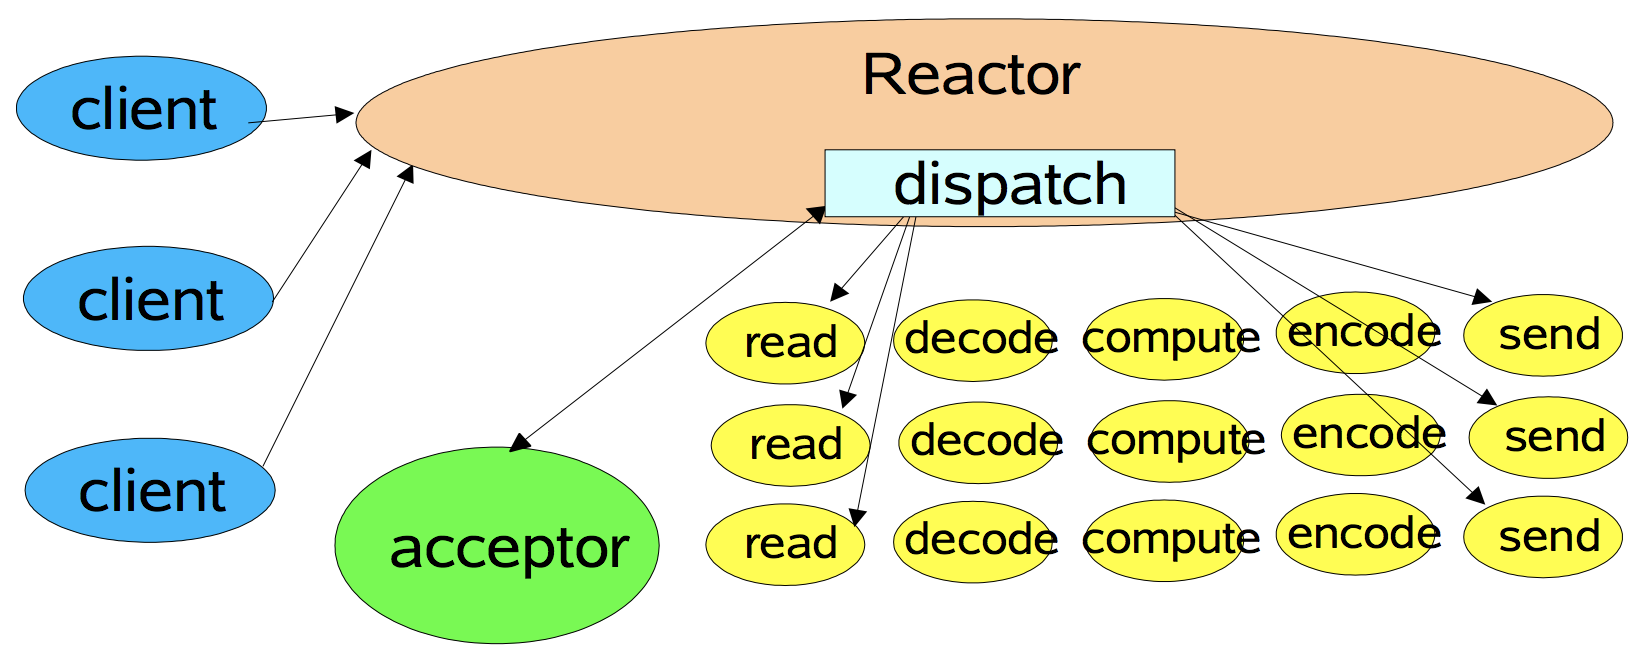 Reactor
client
dispatch
client
client
acceptor
read decode compute encode send
read decode compute encode send
read decode compute encode send